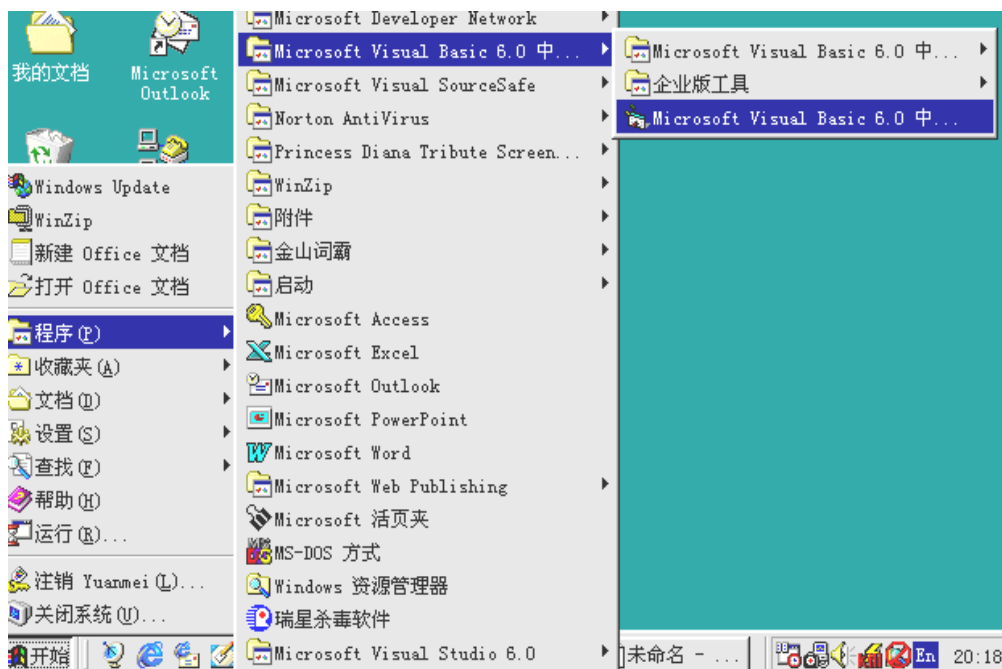 我的文档
Microsoft
Outlook
Windows Update
WinZip
新建 Office 文档
打开 Office 文档
程序(P)
收藏夹(A)
文档(D)
设置(S)
查找(F)
帮助(H)
运行(R)...
注销 Yuanmei(L)...
关闭系统(U)...
Microsoft Developer Network
Microsoft Visual Basic 6.0 中...
Microsoft Visual SourceSafe
Norton AntiVirus
Princess Diana Tribute Screen...
WinZip
附件
金山词霸
启动
Microsoft Access
Microsoft Excel
Microsoft Outlook
Microsoft PowerPoint
Microsoft Word
Microsoft Web Publishing
Microsoft 活页夹
MS-DOS 方式
Windows 资源管理器
瑞星杀毒软件
Microsoft Visual Studio 6.0
Microsoft Visual Basic 6.0 中...
企业版工具
Microsoft Visual Basic 6.0 中...
开始
未命名 - ...
En
20:18